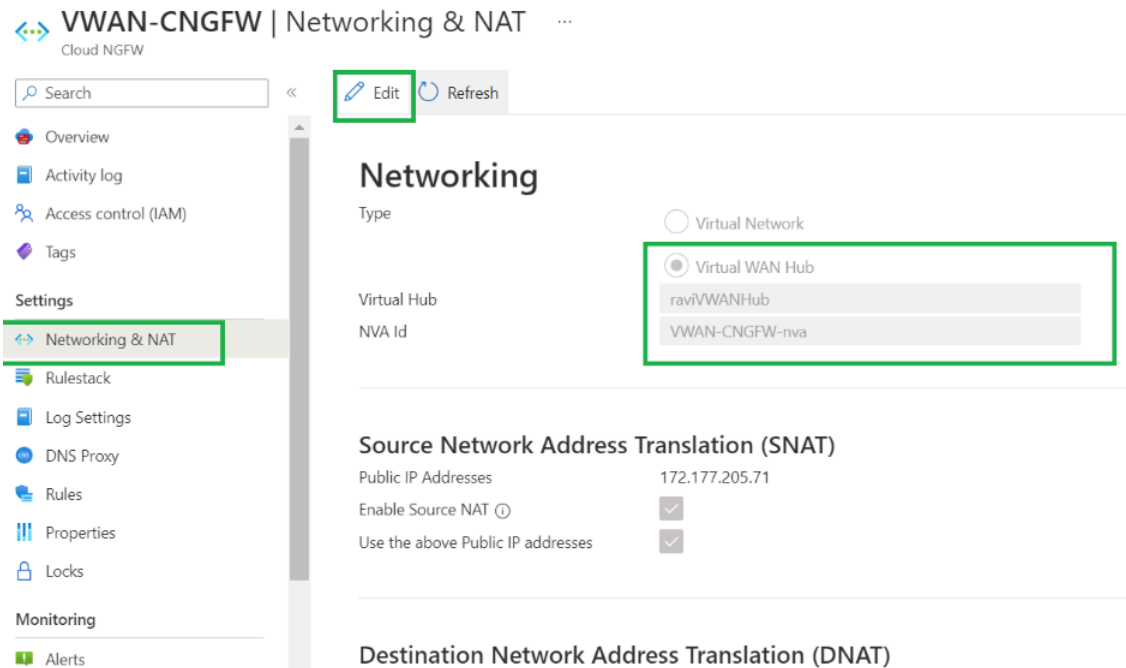 VWAN-CNGFW | Networking & NAT ...
Cloud NGFW
Search
«
Edit
Refresh
Overview
Activity log
Access control (IAM)
Tags
Settings
Networking & NAT
Rulestack
Log Settings
DNS Proxy
Rules
Properties
Locks
Monitoring
Alerts
Networking
Type
Virtual Network
Virtual WAN Hub
Virtual Hub raviVWANHub
NVA Id VWAN-CNGFW-nva
Source Network Address Translation (SNAT)
Public IP Addresses 172.177.205.71
Enable Source NAT
Use the above Public IP addresses
Destination Network Address Translation (DNAT)